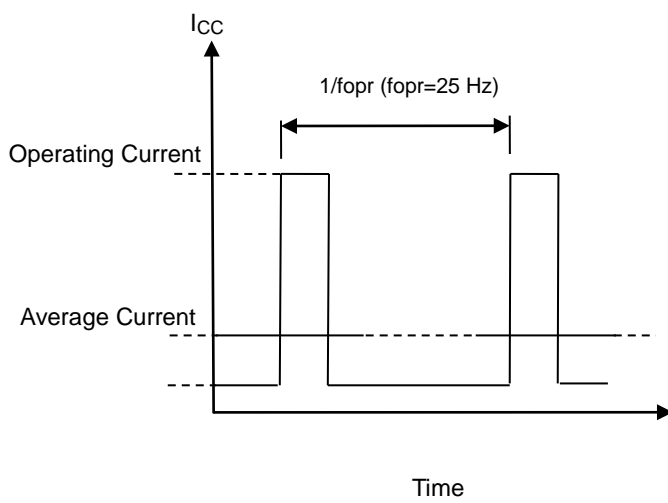 ICC
1/fopr (fopr=25 Hz)
Operating Current
Average Current
Time